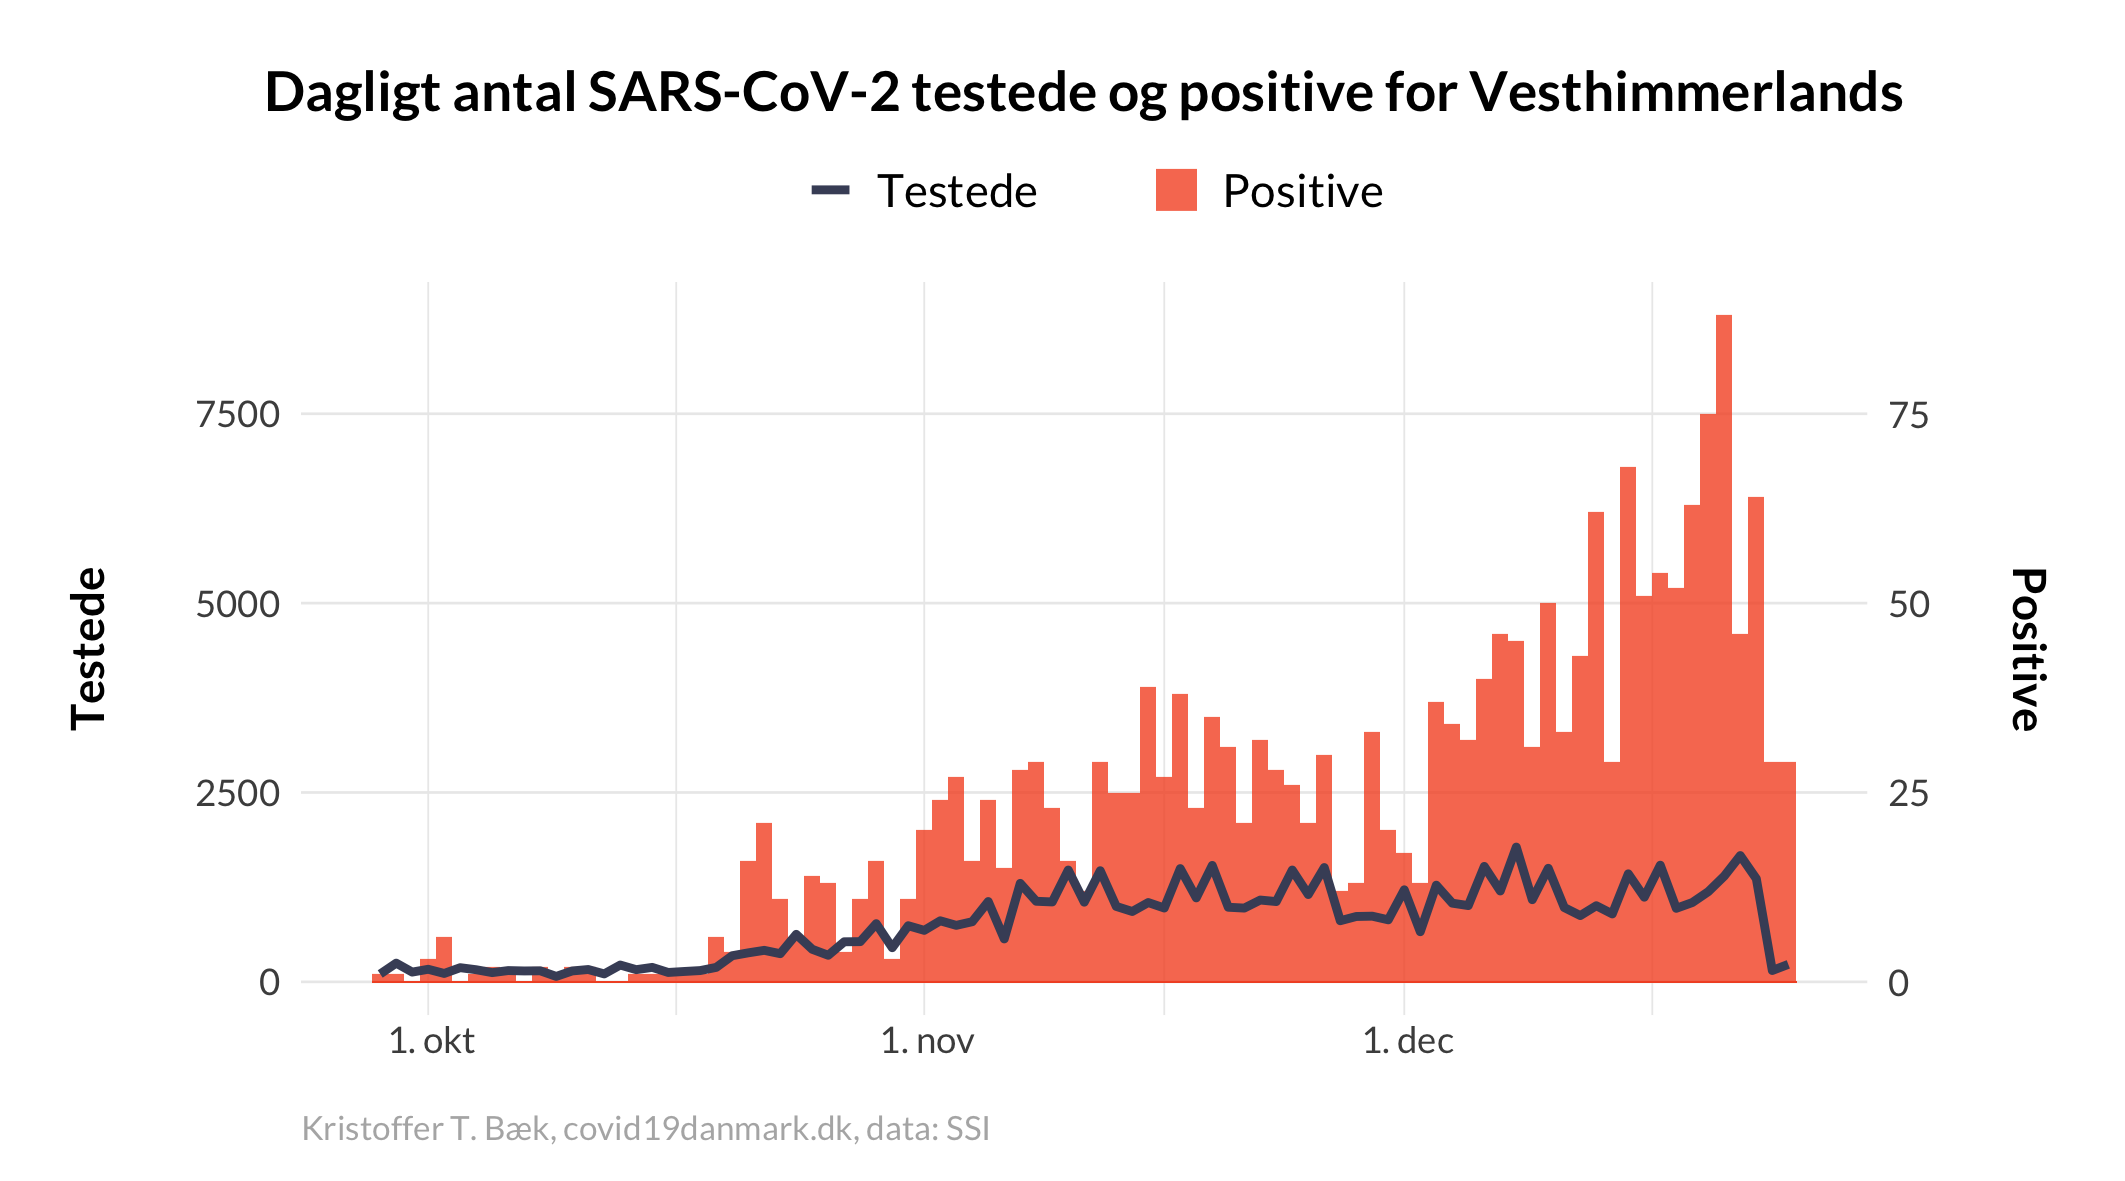 Dagligt antal SARS-CoV-2 testede og positive for Vesthimmerlands
Testede
Positive
7500
5000
2500
0
75
50
25
0
Testede
Positive
1. okt
1. nov
1. dec
Kristoffer T. Bæk, covid19danmark.dk, data: SSI